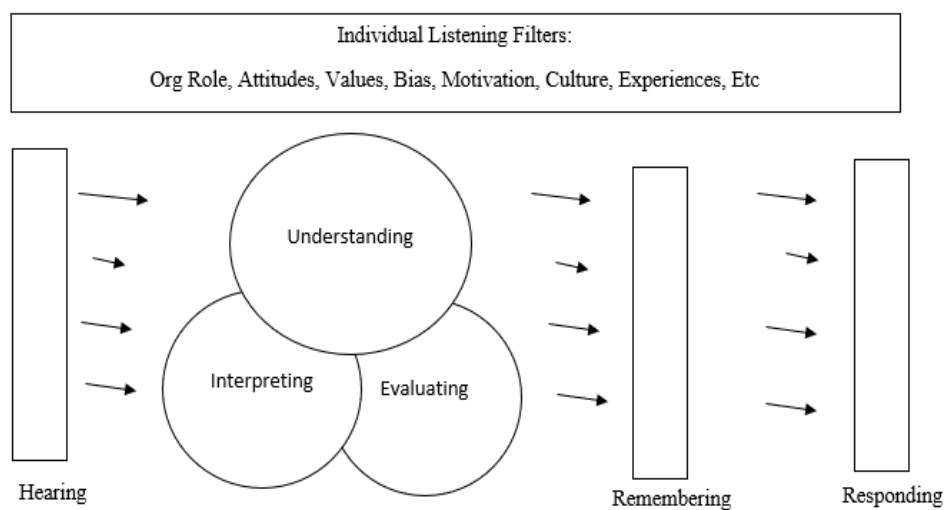 Individual Listening Filters:
Org Role, Attitudes, Values, Bias, Motivation, Culture, Experiences, Etc
Understanding
Interpreting
Evaluating
Hearing
Remembering
Responding